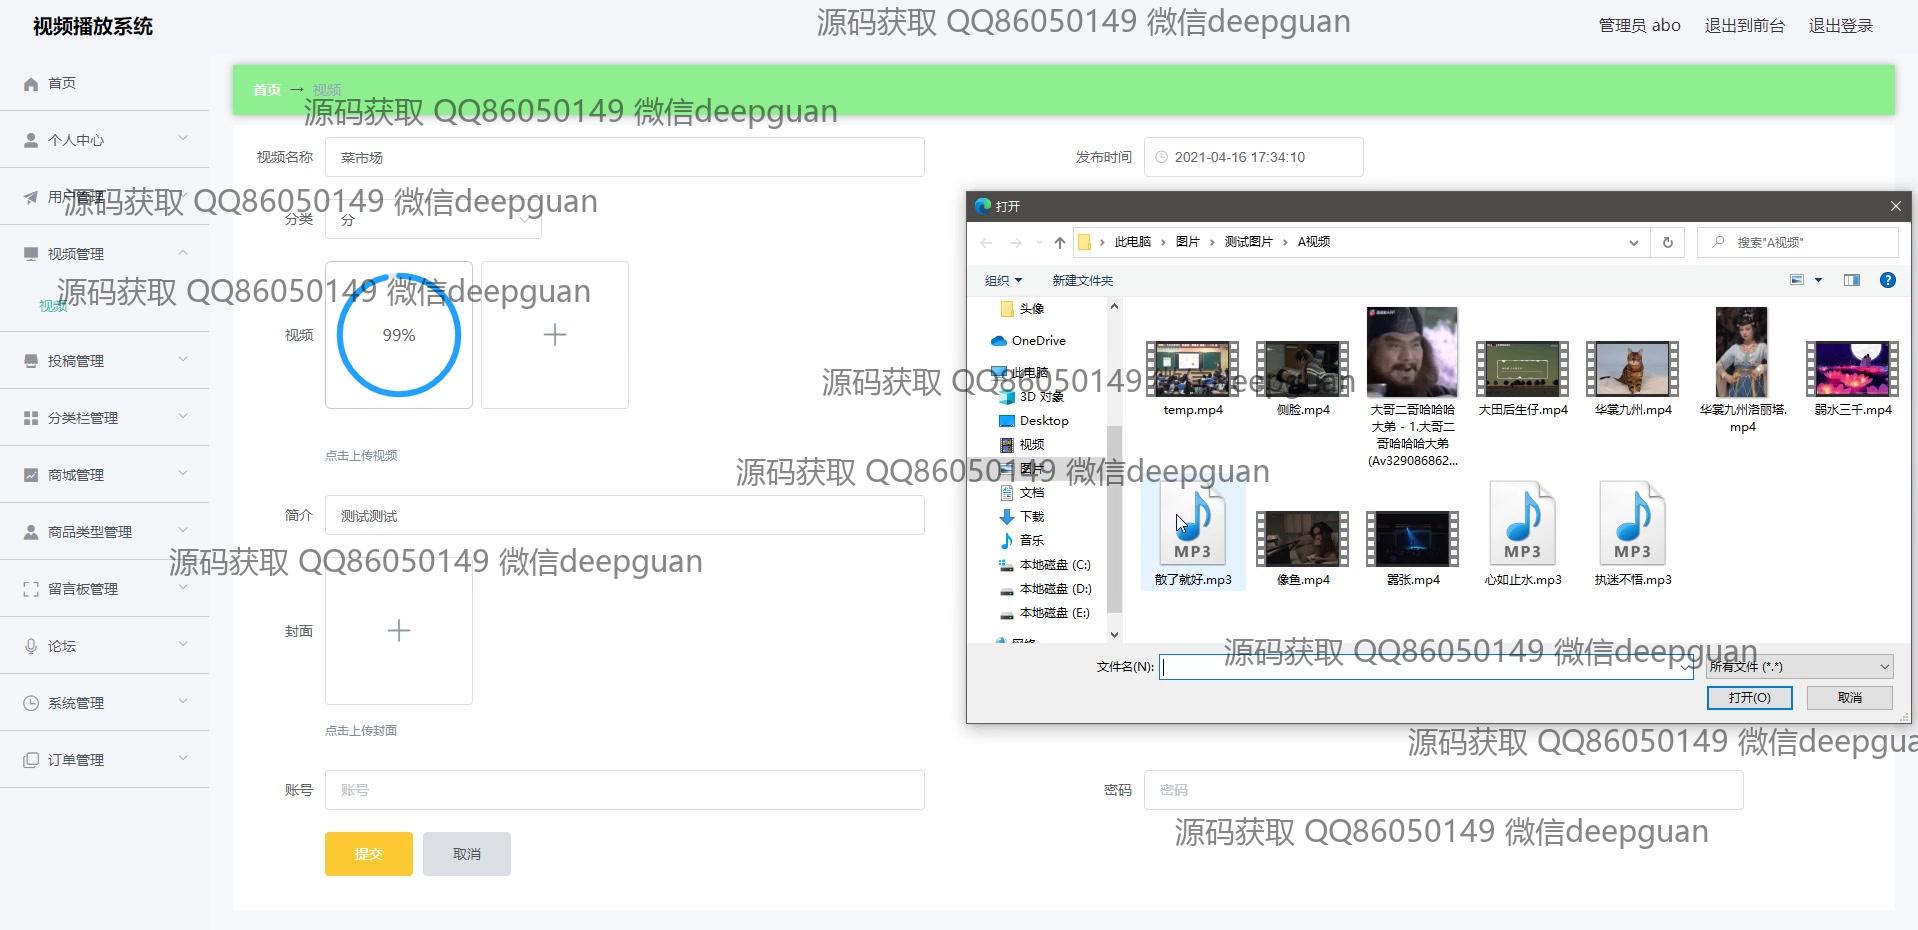 视频播放系统
源码获取 QQ86050149 微信deepguan
管理员 abo
退出到前台
退出登录
首页
个人中心
用户管理
视频管理
视频
投稿管理
分类栏管理
商城管理
商品类型管理
留言板管理
论坛
系统管理
订单管理
首页 → 视频
源码获取 QQ86050149 微信deepguan
视频名称
菜市场
发布时间
2021-04-16 17:34:10
源码获取 QQ86050149 微信deepguan
分类
分
源码获取 QQ86050149 微信deepguan
视频
99%
点击上传视频
简介
测试测试
源码获取 QQ86050149 微信deepguan
封面
点击上传封面
账号
账号
密码
密码
提交
取消
打开
此电脑 › 图片 › 测试图片 › A视频
搜索"A视频"
组织
新建文件夹
头像
OneDrive
此电脑
3D 对象
Desktop
视频
图片
文档
下载
音乐
本地磁盘 (C:)
本地磁盘 (D:)
本地磁盘 (E:)
网络
源码获取 QQ86050149 微信deepguan
源码获取 QQ86050149 微信deepguan
temp.mp4
侧脸.mp4
大哥二哥哈哈哈
大弟 - 1.大哥二
哥哈哈哈大弟
(Av329086862...
大田后生仔.mp4
华裳九州.mp4
华裳九州洛丽塔.
mp4
弱水三千.mp4
MP3
散了就好.mp3
像鱼.mp4
嚣张.mp4
MP3
心如止水.mp3
MP3
执迷不悟.mp3
源码获取 QQ86050149 微信deepguan
文件名(N):
所有文件 (*.*)
打开(O)
取消
源码获取 QQ86050149 微信deepgua
源码获取 QQ86050149 微信deepguan